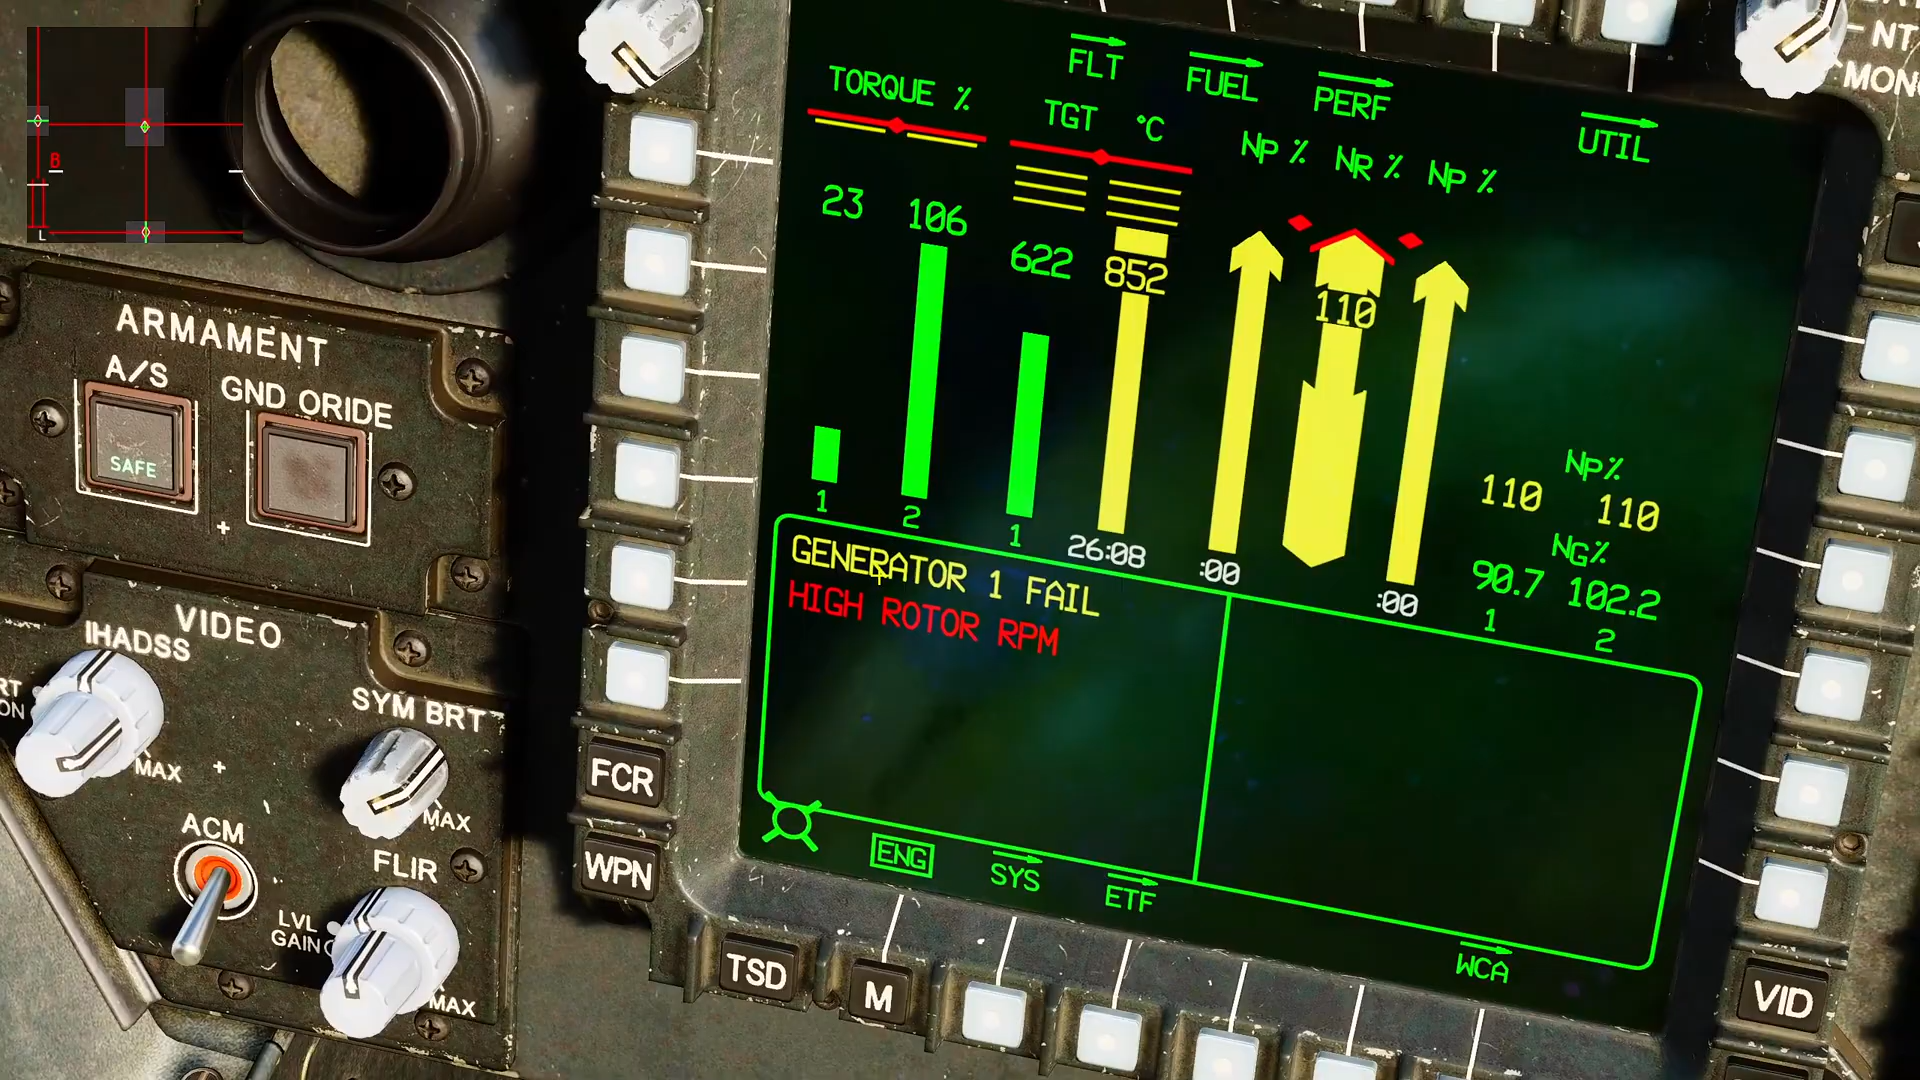 B
L
ARMAMENT
A/S
GND ORIDE
SAFE
VIDEO
IHADSS
MAX
SYM BRT
MAX
ACM
FLIR
LVL
GAIN
MAX
FLT
FUEL
PERF
UTIL
TORQUE %
TGT °C
NP % NR % NP %
23 106
622 852
110
1 2
1
26:08
:00
:00
NP%
110 110
NG%
90.7 102.2
1 2
GENERATOR 1 FAIL
HIGH ROTOR RPM
ENG
SYS
ETF
WCA
FCR
WPN
TSD
M
VID
NT